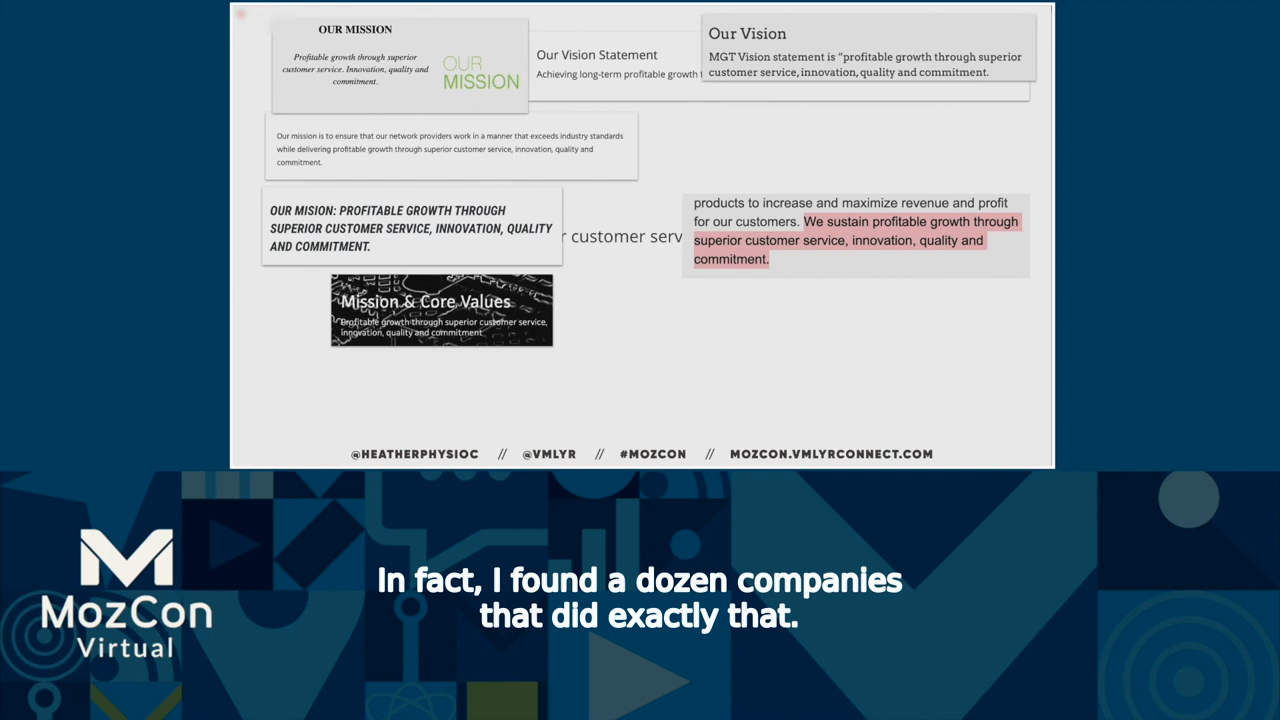 OUR MISSION
Profitable growth through superior
customer service. Innovation, quality and
commitment.
OUR
MISSION
Our Vision Statement
Achieving long-term profitable growth
Our Vision
MGT Vision statement is "profitable growth through superior
customer service, innovation, quality and commitment.
Our mission is to ensure that our network providers work in a manner that exceeds industry standards
while delivering profitable growth through superior customer service, innovation, quality and
commitment.
OUR MISION: PROFITABLE GROWTH THROUGH
SUPERIOR CUSTOMER SERVICE, INNOVATION, QUALITY
AND COMMITMENT.
r customer serv
products to increase and maximize revenue and profit
for our customers. We sustain profitable growth through
superior customer service, innovation, quality and
commitment.
Mission & Core Values
Profitable growth through superior customer service,
innovation, quality and commitment
@HEATHERPHYSIOC // @VMLYR // #MOZCON // MOZCON.VMLYRCONNECT.COM
M
MozCon
Virtual
In fact, I found a dozen companies
that did exactly that.